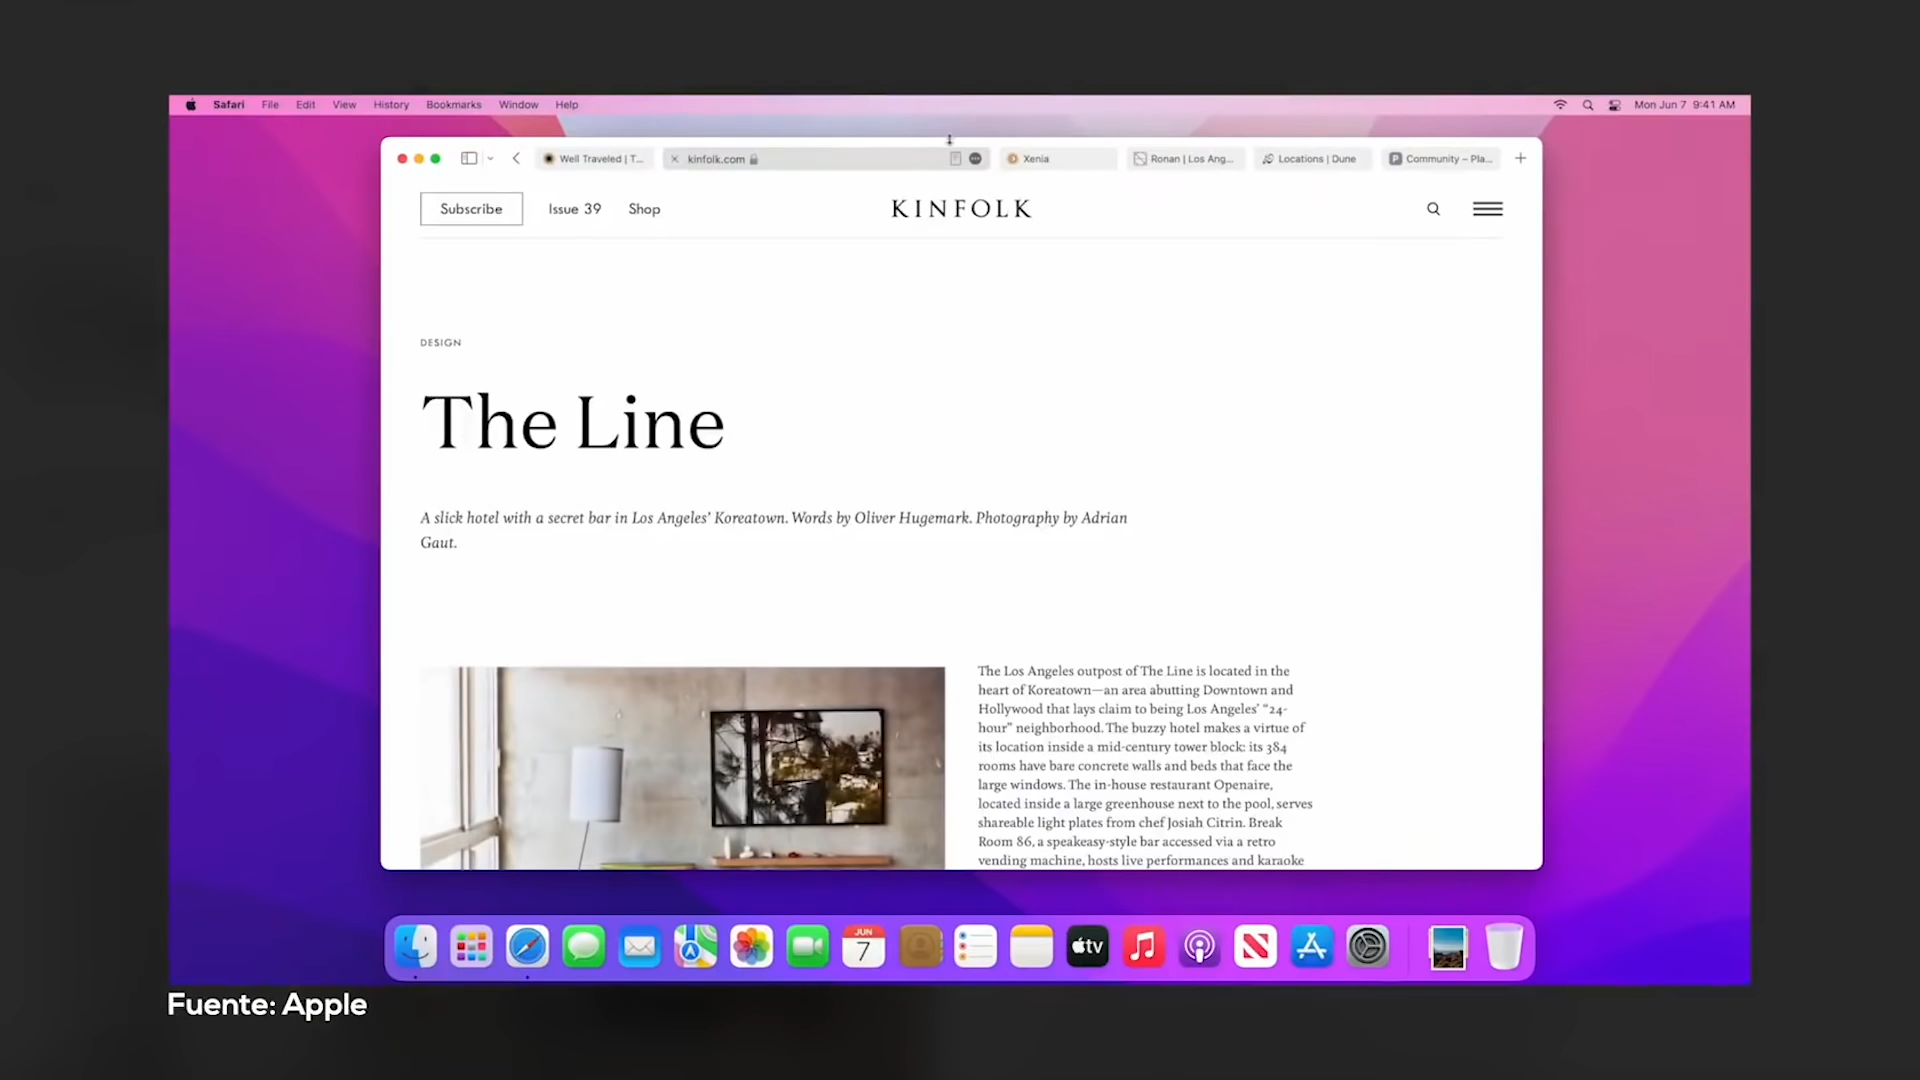 Safari File Edit View History Bookmarks Window Help Mon Jun 7 9:41 AM
Well Traveled | T... kinfolk.com Xenia Ronan | Los Ang... Locations | Dune Community – Pla...
Subscribe Issue 39 Shop KINFOLK
DESIGN
The Line
A slick hotel with a secret bar in Los Angeles' Koreatown. Words by Oliver Hugemark. Photography by Adrian
Gaut.
The Los Angeles outpost of The Line is located in the
heart of Koreatown—an area abutting Downtown and
Hollywood that lays claim to being Los Angeles' “24-
hour” neighborhood. The buzzy hotel makes a virtue of
its location inside a mid-century tower block: its 384
rooms have bare concrete walls and beds that face the
large windows. The in-house restaurant Openaire,
located inside a large greenhouse next to the pool, serves
shareable light plates from chef Josiah Citrin. Break
Room 86, a speakeasy-style bar accessed via a retro
vending machine, hosts live performances and karaoke
JUN
7
tv
Fuente: Apple